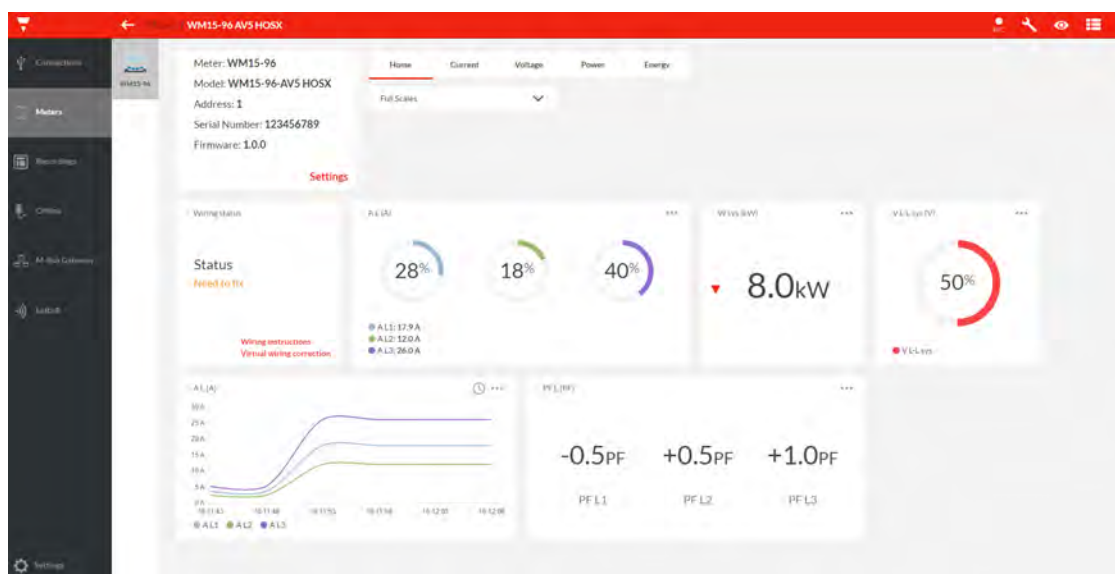 WM15-96 AV5 HOSX
Connections
Meters
Recordings
M-Bus Gateways
Settings
WM15-96
Meter: WM15-96
Model: WM15-96-AV5 HOSX
Address: 1
Serial Number: 123456789
Firmware: 1.0.0
Settings
Home Current Voltage Power Energy
Full Scales
Wiring status
Status
Need to fix
Wiring instructions
Virtual wiring correction
A L (A)
28% 18% 40%
A L1: 17.9 A
A L2: 12.0 A
A L3: 26.0 A
W sys (kW)
8.0kW
V L-L sys (V)
50%
V L-L sys
A L (A)
30 A
25 A
20 A
15 A
10 A
5 A
0 A
A L1 A L2 A L3
PF L (PF)
-0.5PF +0.5PF +1.0PF
PF L1 PF L2 PF L3